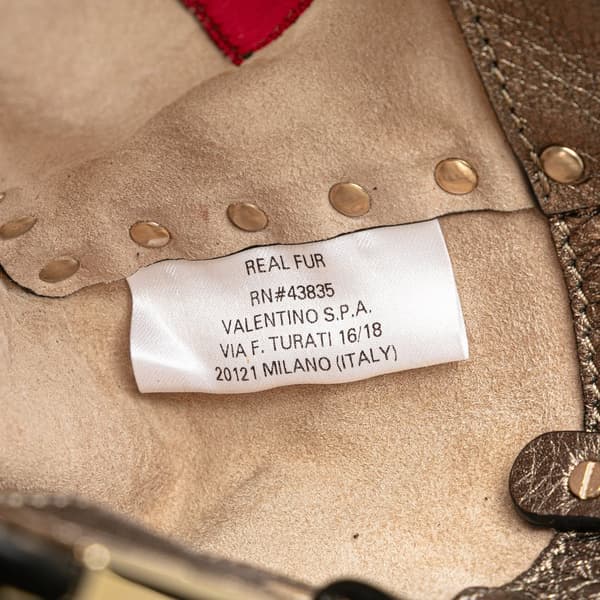 REAL FUR
RN#43835
VALENTINO S.P.A.
VIA F. TURATI 16/18
20121 MILANO (ITALY)